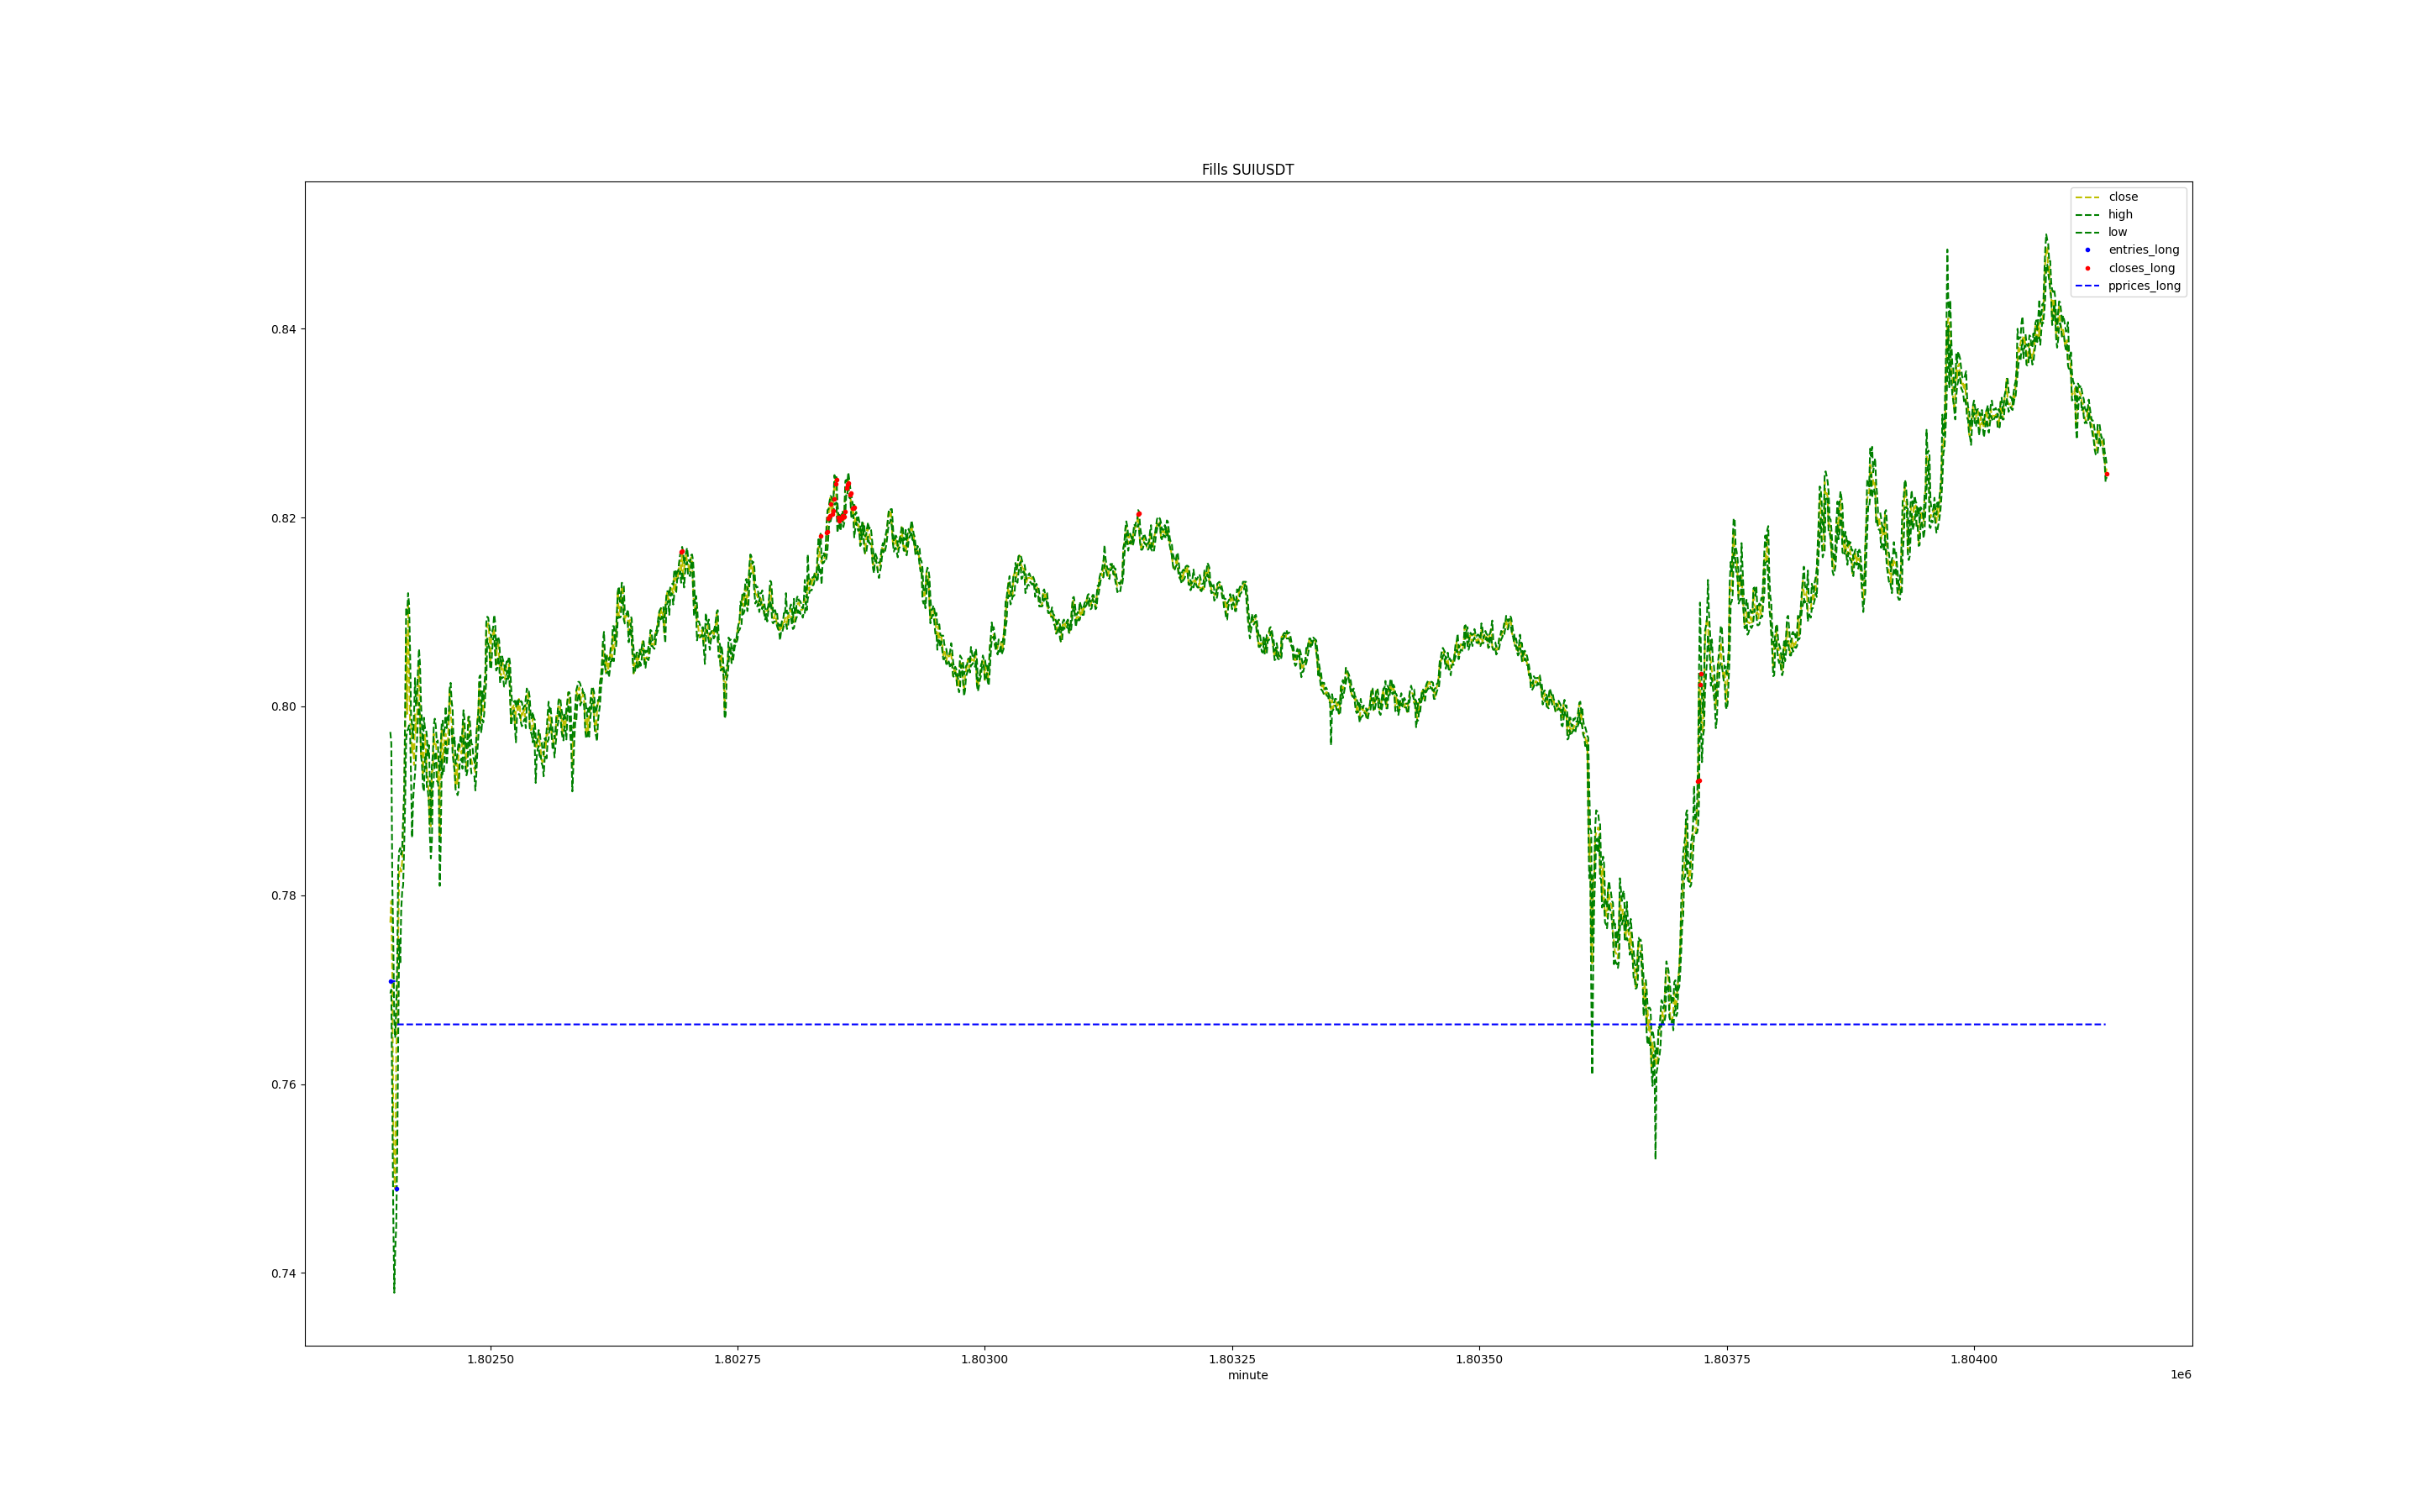 Fills SUIUSDT
close
high
low
entries_long
closes_long
pprices_long
0.84
0.82
0.80
0.78
0.76
0.74
1.80250 1.80275 1.80300 1.80325 1.80350 1.80375 1.80400
minute
1e6